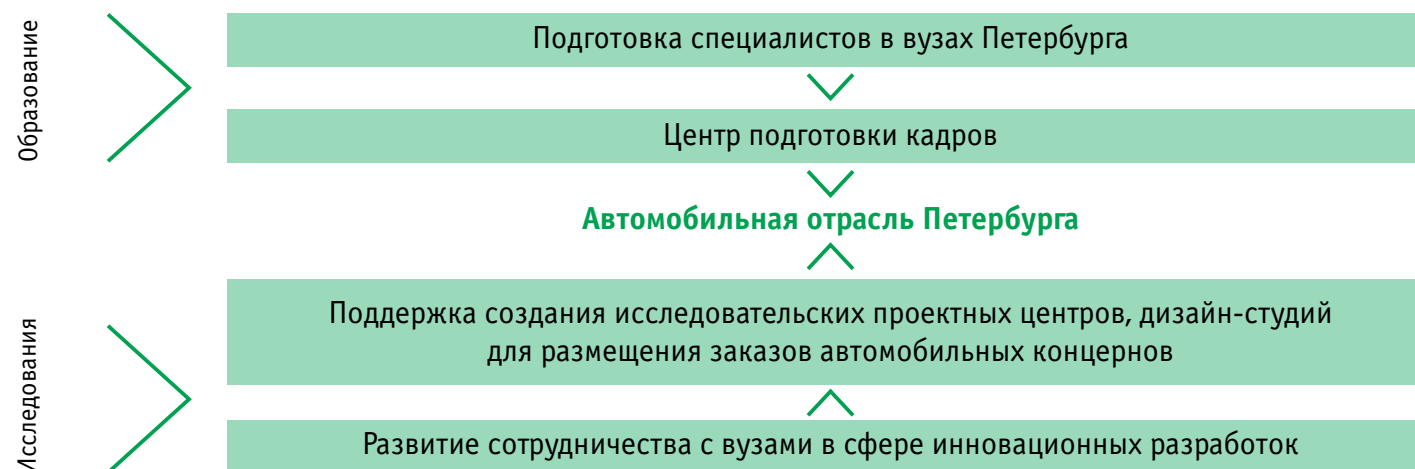 Образование
Подготовка специалистов в вузах Петербурга
Центр подготовки кадров
Автомобильная отрасль Петербурга
Исследования
Поддержка создания исследовательских проектных центров, дизайн-студий
для размещения заказов автомобильных концернов
Развитие сотрудничества с вузами в сфере инновационных разработок